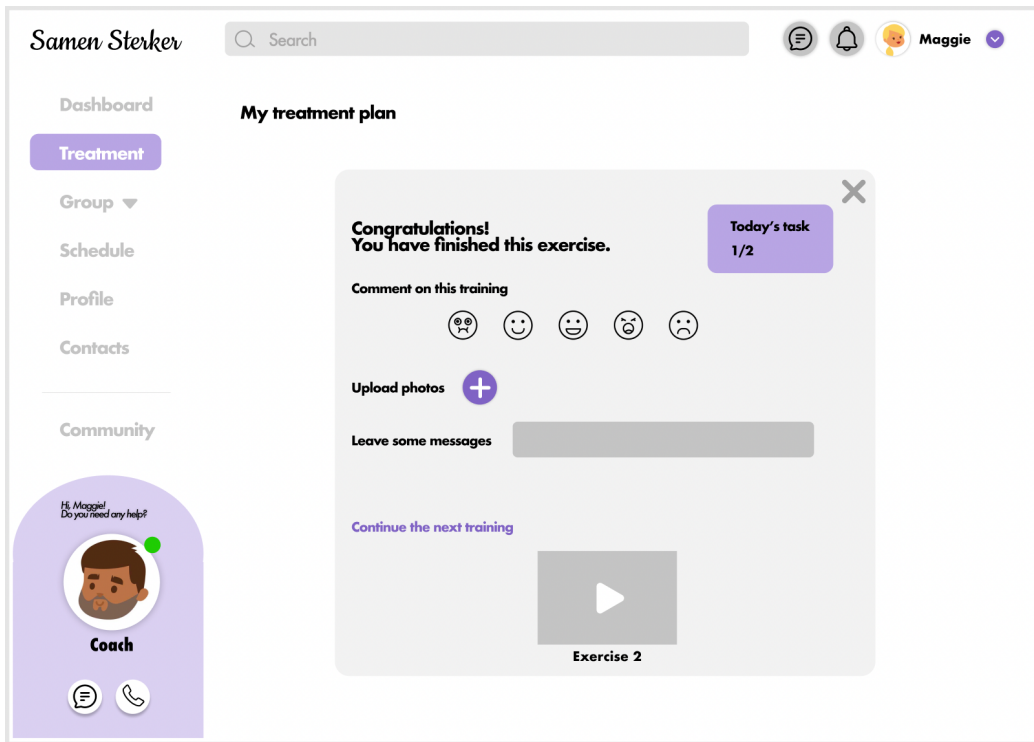 Samen Sterker
Search
Maggie
Dashboard
Treatment
Group
Schedule
Profile
Contacts
Community
Hi, Maggie!
Do you need any help?
Coach
My treatment plan
Congratulations!
You have finished this exercise.
Today's task
1/2
Comment on this training
Upload photos
Leave some messages
Continue the next training
Exercise 2